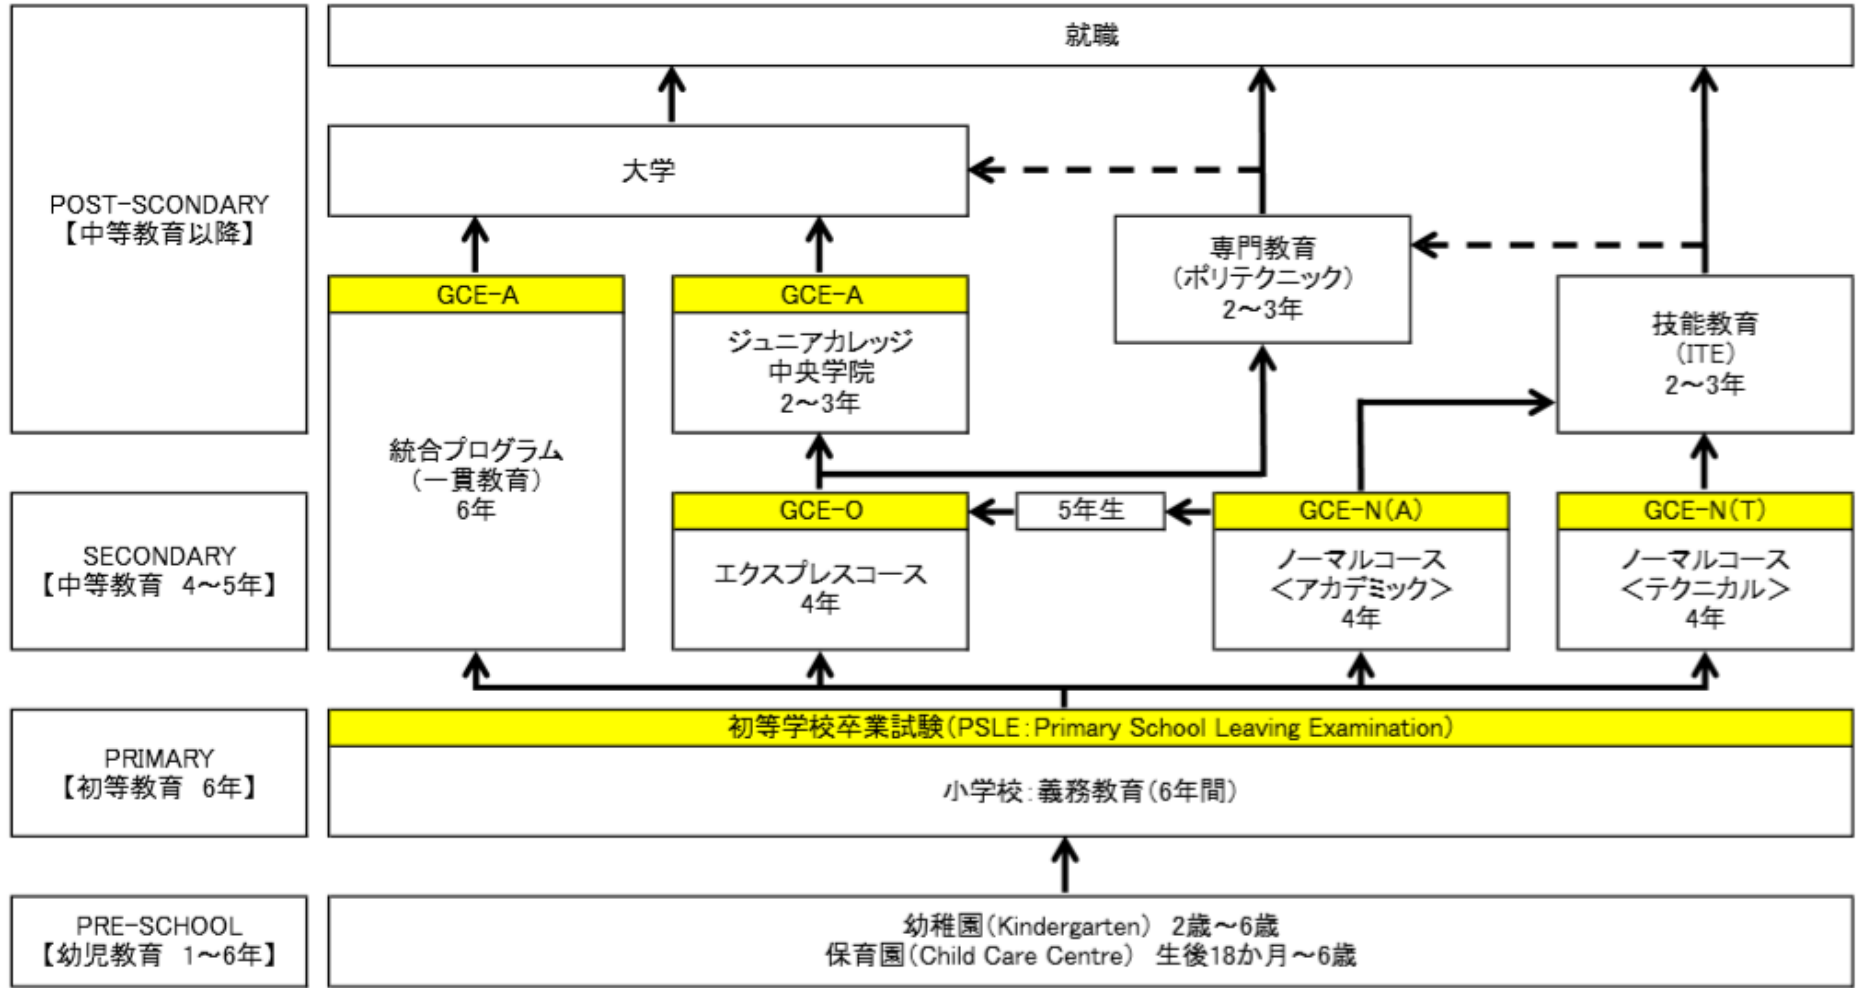 就職
大学
POST-SCONDARY
【中等教育以降】
専門教育
(ポリテクニック)
2～3年
GCE-A
GCE-A
ジュニアカレッジ
中央学院
2～3年
技能教育
(ITE)
2～3年
統合プログラム
(一貫教育)
6年
GCE-O
5年生
GCE-N(A)
GCE-N(T)
SECONDARY
【中等教育 4～5年】
エクスプレスコース
4年
ノーマルコース
＜アカデミック＞
4年
ノーマルコース
＜テクニカル＞
4年
初等学校卒業試験(PSLE:Primary School Leaving Examination)
PRIMARY
【初等教育 6年】
小学校:義務教育(6年間)
PRE-SCHOOL
【幼児教育 1～6年】
幼稚園(Kindergarten) 2歳～6歳
保育園(Child Care Centre) 生後18か月～6歳